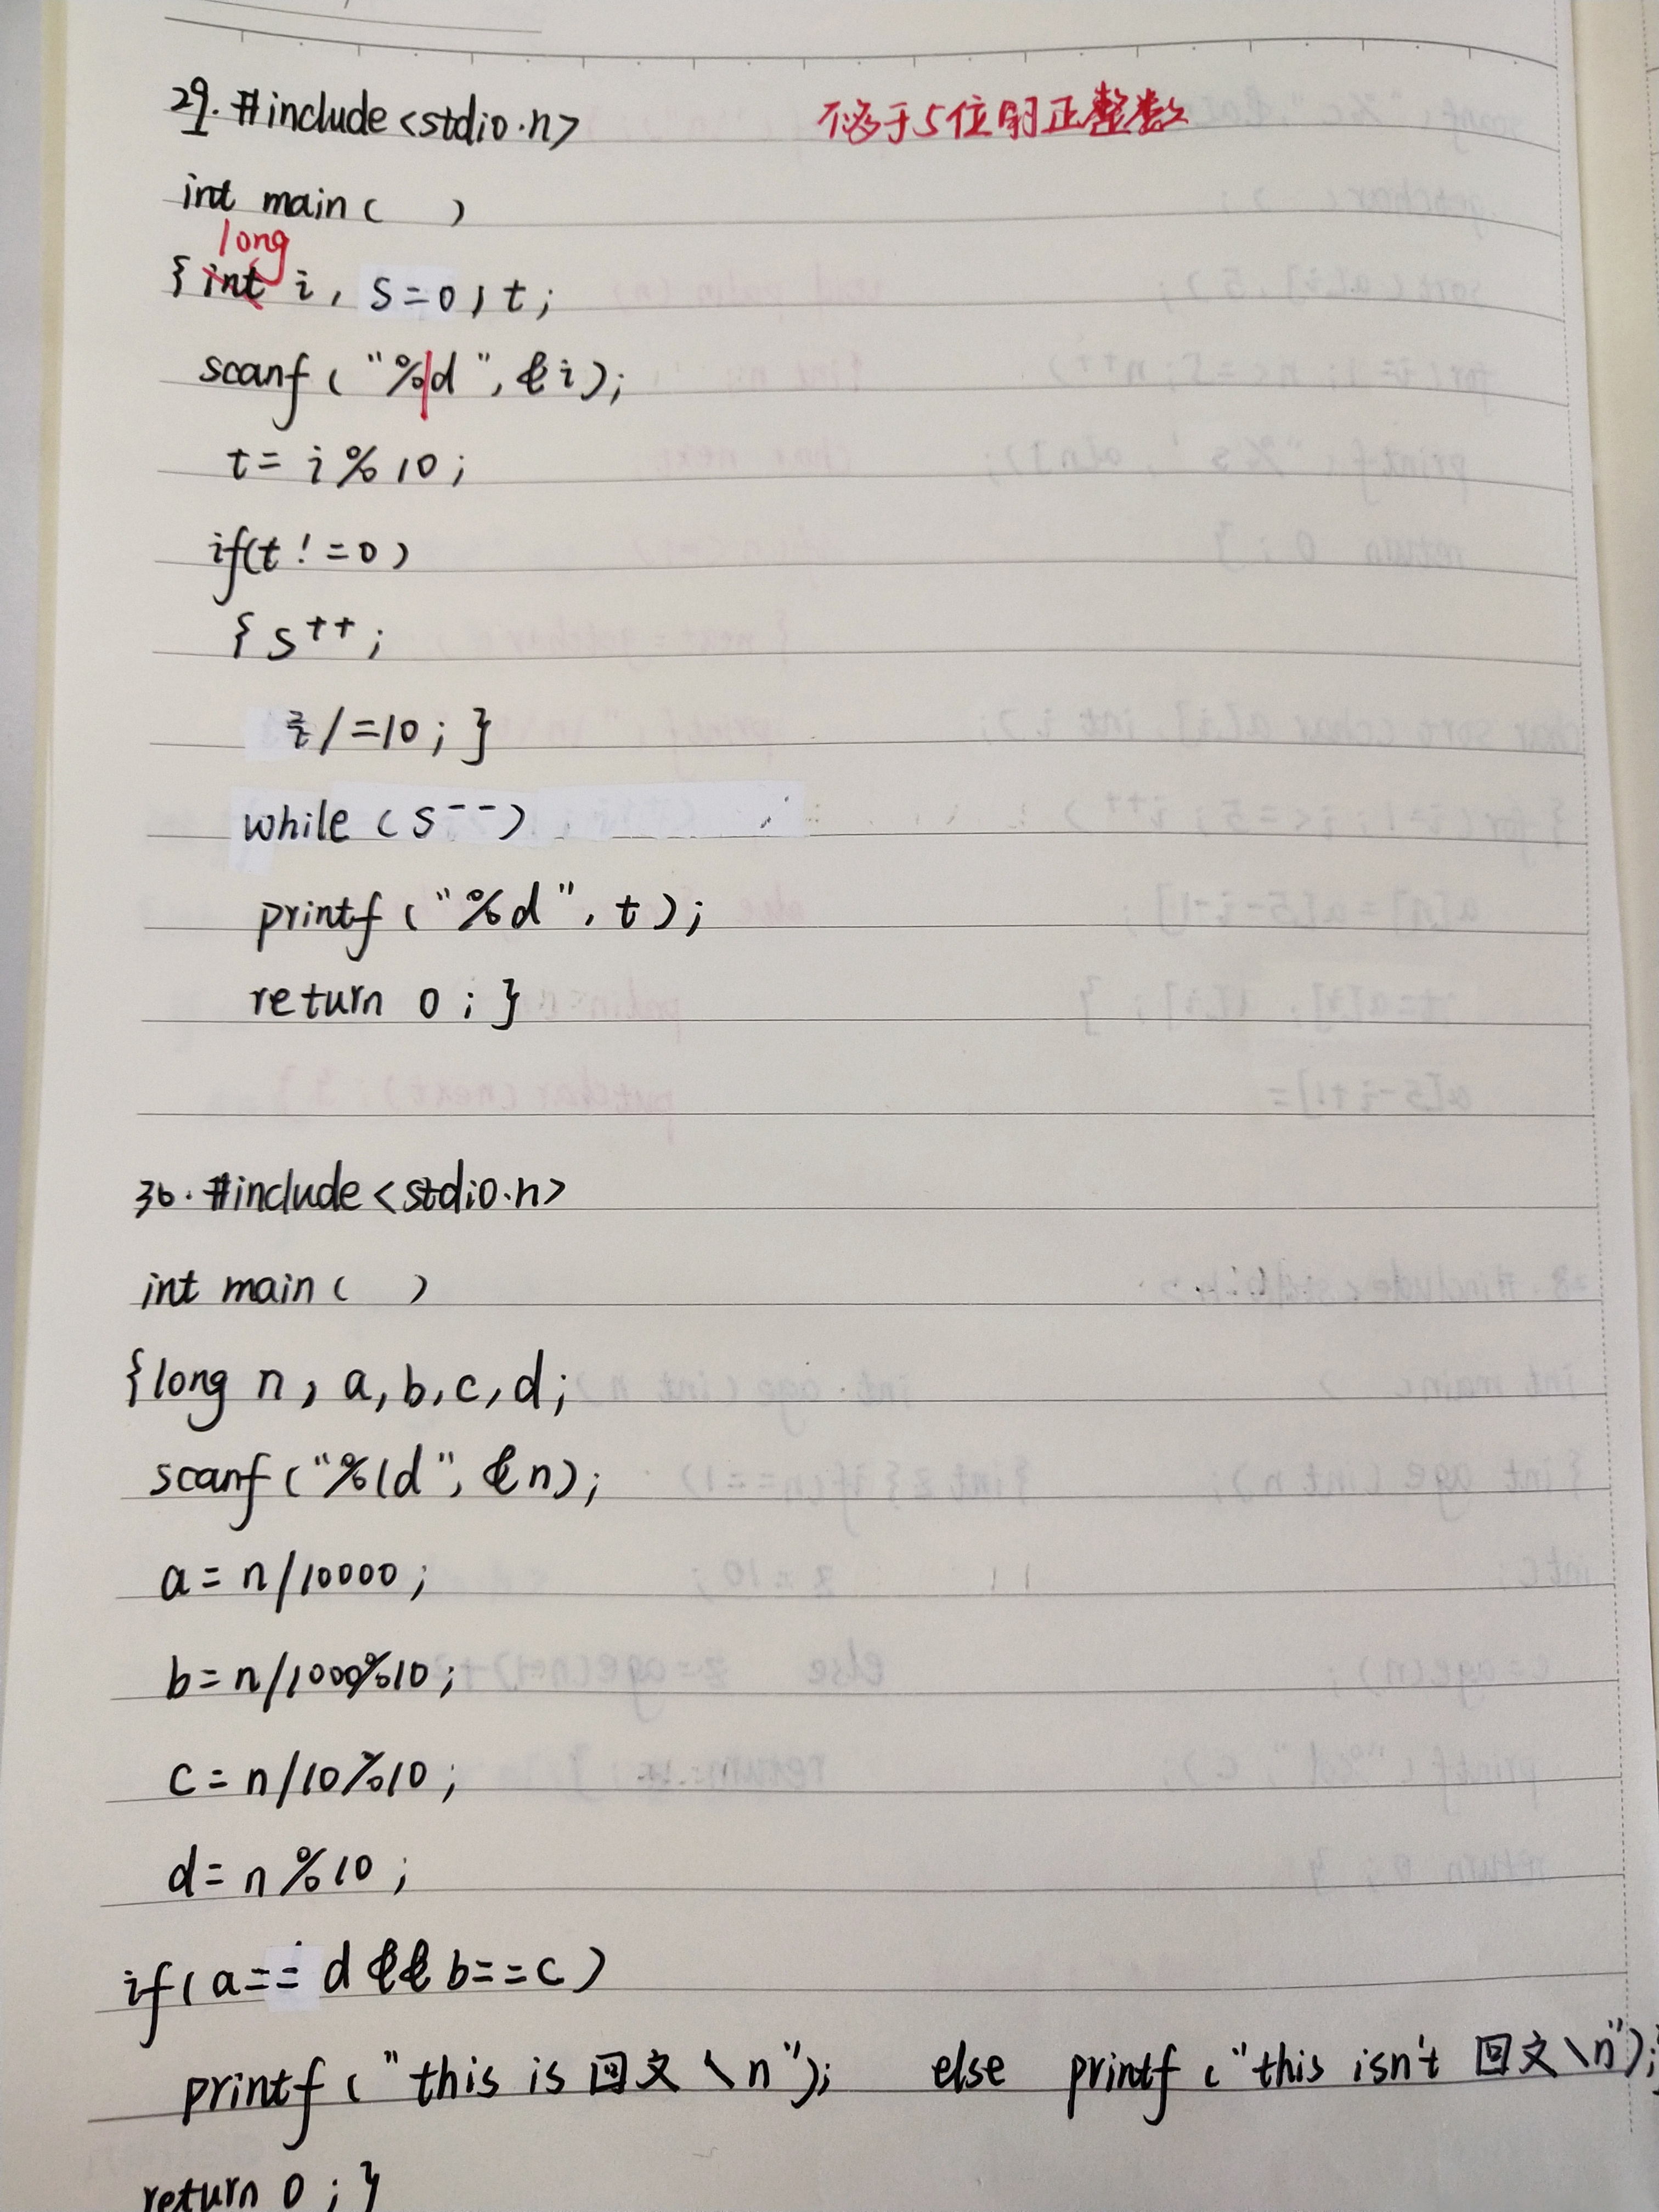 29. #include<stdio.h>
不多于5位的正整数
int main( )
long
{int i, s=0, t;
scanf("%ld",&i);
t=i%10;
if(t!=0)
{s++;
i/=10;}
while(s--)
printf("%d",t);
return 0;}
30. #include<stdio.h>
int main( )
{long n, a,b,c,d;
scanf("%ld",&n);
a=n/10000;
b=n/1000%10;
c=n/10%10;
d=n%10;
if(a==d&&b==c)
printf("this is 回文\n"); else printf("this isn't 回文\n");
return 0;}